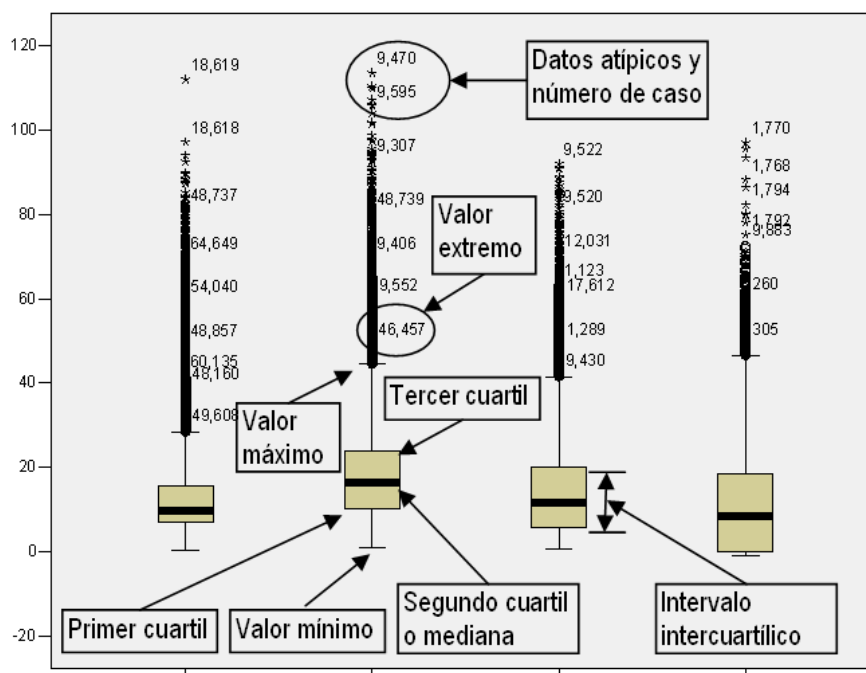 120
100
80
60
40
20
0
-20
18,619
18,618
48,737
64,649
54,040
48,857
60,135
48,160
49,608
9,470
9,595
9,307
48,739
9,406
9,552
46,457
9,522
9,520
12,031
1,123
17,612
1,289
9,430
1,770
1,768
1,794
1,792
9,883
260
305
Datos atípicos y
número de caso
Valor
extremo
Valor
máximo
Tercer cuartil
Primer cuartil
Valor mínimo
Segundo cuartil
o mediana
Intervalo
intercuartílico